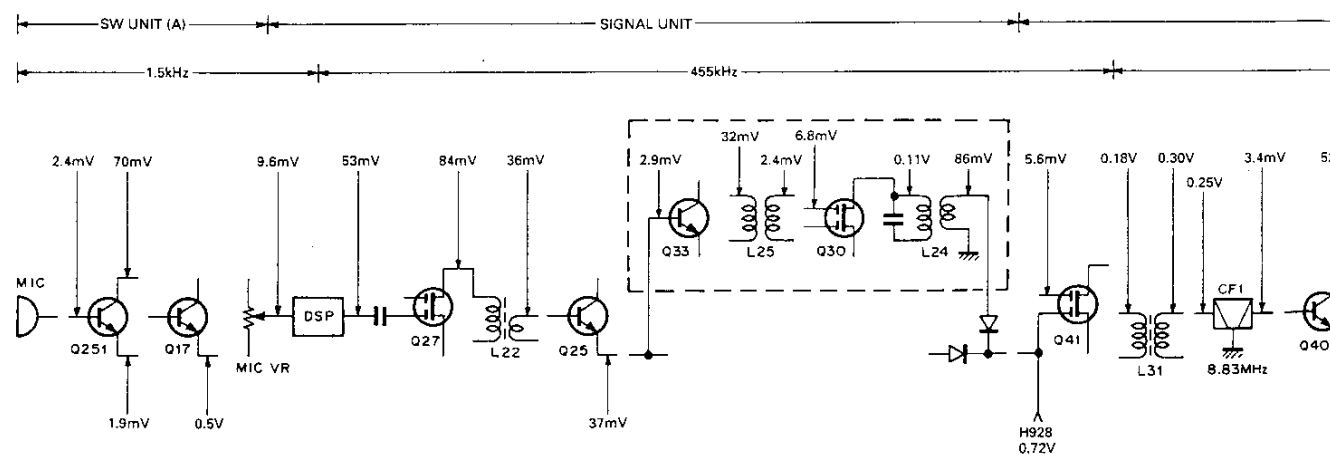 SW UNIT (A)
SIGNAL UNIT
1.5kHz
455kHz
32mV
6.8mV
2.4mV
70mV
9.6mV
53mV
84mV
36mV
2.9mV
2.4mV
0.11V
86mV
5.6mV
0.18V
0.30V
3.4mV
0.25V
Q33
L25
Q30
L24
MIC
DSP
CF1
Q251
Q17
MIC VR
Q27
L22
Q25
Q41
L31
8.83MHz
Q40
1.9mV
0.5V
37mV
H928
0.72V